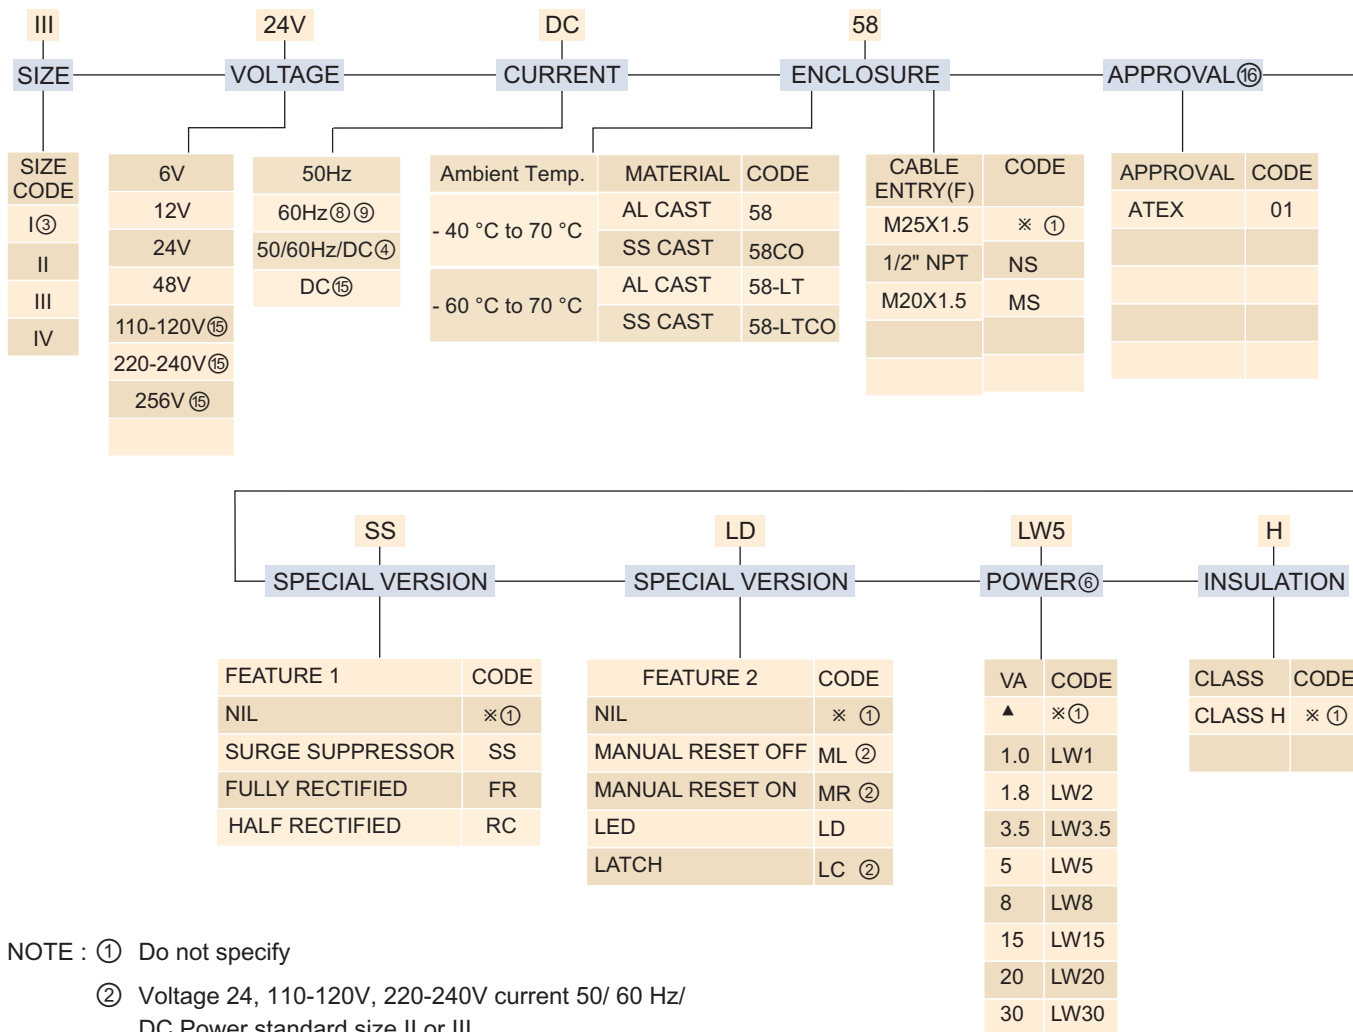 III 24V DC 58
SIZE VOLTAGE CURRENT ENCLOSURE APPROVAL⑯
SIZE CODE
I③
II
III
IV
6V
12V
24V
48V
110-120V⑮
220-240V⑮
256V⑮
50Hz
60Hz⑧⑨
50/60Hz/DC④
DC⑮
Ambient Temp. MATERIAL CODE
- 40 °C to 70 °C AL CAST 58
SS CAST 58CO
- 60 °C to 70 °C AL CAST 58-LT
SS CAST 58-LTCO
CABLE ENTRY(F) CODE
M25X1.5 ※ ①
1/2" NPT NS
M20X1.5 MS
APPROVAL CODE
ATEX 01
SS LD LW5 H
SPECIAL VERSION SPECIAL VERSION POWER⑥ INSULATION
FEATURE 1 CODE
NIL ※①
SURGE SUPPRESSOR SS
FULLY RECTIFIED FR
HALF RECTIFIED RC
FEATURE 2 CODE
NIL ※ ①
MANUAL RESET OFF ML ②
MANUAL RESET ON MR ②
LED LD
LATCH LC ②
VA CODE
▲ ※①
1.0 LW1
1.8 LW2
3.5 LW3.5
5 LW5
8 LW8
15 LW15
20 LW20
30 LW30
CLASS CODE
CLASS H ※ ①
NOTE : ① Do not specify
② Voltage 24, 110-120V, 220-240V current 50/ 60 Hz/
DC Power standard size II or III